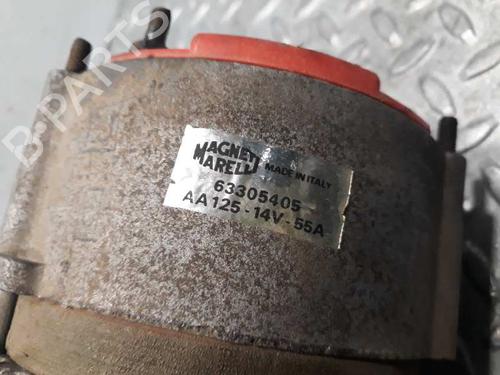 MAGNETI
MARELLI MADE IN ITALY
63305405
AA125-14V-55A
B-PARTS